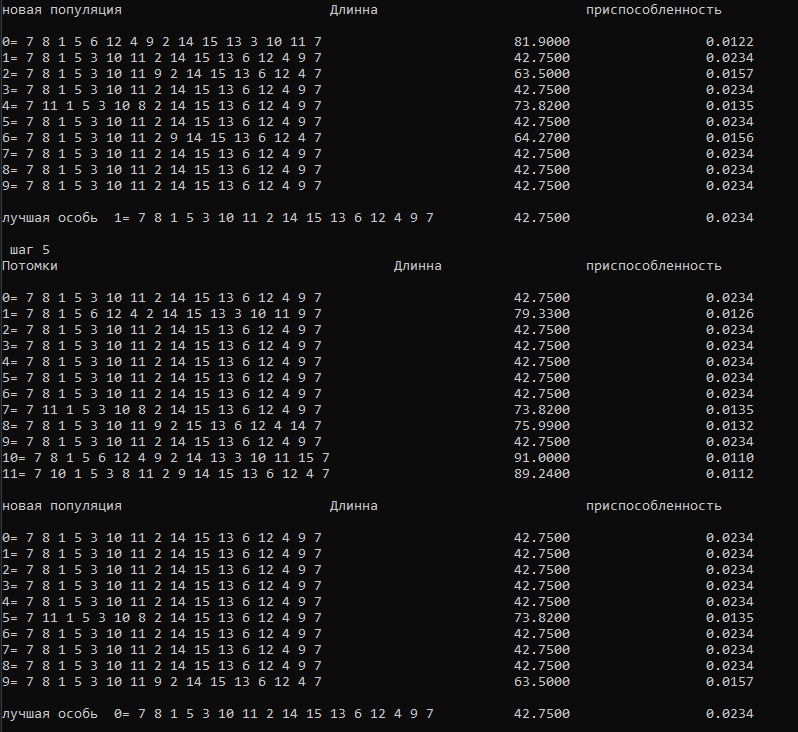 новая популяция Длинна приспособленность
0= 7 8 1 5 6 12 4 9 2 14 15 13 3 10 11 7 81.9000 0.0122
1= 7 8 1 5 3 10 11 2 14 15 13 6 12 4 9 7 42.7500 0.0234
2= 7 8 1 5 3 10 11 9 2 14 15 13 6 12 4 7 63.5000 0.0157
3= 7 8 1 5 3 10 11 2 14 15 13 6 12 4 9 7 42.7500 0.0234
4= 7 11 1 5 3 10 8 2 14 15 13 6 12 4 9 7 73.8200 0.0135
5= 7 8 1 5 3 10 11 2 14 15 13 6 12 4 9 7 42.7500 0.0234
6= 7 8 1 5 3 10 11 2 9 14 15 13 6 12 4 7 64.2700 0.0156
7= 7 8 1 5 3 10 11 2 14 15 13 6 12 4 9 7 42.7500 0.0234
8= 7 8 1 5 3 10 11 2 14 15 13 6 12 4 9 7 42.7500 0.0234
9= 7 8 1 5 3 10 11 2 14 15 13 6 12 4 9 7 42.7500 0.0234
лучшая особь 1= 7 8 1 5 3 10 11 2 14 15 13 6 12 4 9 7 42.7500 0.0234
шаг 5
Потомки Длинна приспособленность
0= 7 8 1 5 3 10 11 2 14 15 13 6 12 4 9 7 42.7500 0.0234
1= 7 8 1 5 6 12 4 2 14 15 13 3 10 11 9 7 79.3300 0.0126
2= 7 8 1 5 3 10 11 2 14 15 13 6 12 4 9 7 42.7500 0.0234
3= 7 8 1 5 3 10 11 2 14 15 13 6 12 4 9 7 42.7500 0.0234
4= 7 8 1 5 3 10 11 2 14 15 13 6 12 4 9 7 42.7500 0.0234
5= 7 8 1 5 3 10 11 2 14 15 13 6 12 4 9 7 42.7500 0.0234
6= 7 8 1 5 3 10 11 2 14 15 13 6 12 4 9 7 42.7500 0.0234
7= 7 11 1 5 3 10 8 2 14 15 13 6 12 4 9 7 73.8200 0.0135
8= 7 8 1 5 3 10 11 9 2 15 13 6 12 4 14 7 75.9900 0.0132
9= 7 8 1 5 3 10 11 2 14 15 13 6 12 4 9 7 42.7500 0.0234
10= 7 8 1 5 6 12 4 9 2 14 13 3 10 11 15 7 91.0000 0.0110
11= 7 10 1 5 3 8 11 2 9 14 15 13 6 12 4 7 89.2400 0.0112
новая популяция Длинна приспособленность
0= 7 8 1 5 3 10 11 2 14 15 13 6 12 4 9 7 42.7500 0.0234
1= 7 8 1 5 3 10 11 2 14 15 13 6 12 4 9 7 42.7500 0.0234
2= 7 8 1 5 3 10 11 2 14 15 13 6 12 4 9 7 42.7500 0.0234
3= 7 8 1 5 3 10 11 2 14 15 13 6 12 4 9 7 42.7500 0.0234
4= 7 8 1 5 3 10 11 2 14 15 13 6 12 4 9 7 42.7500 0.0234
5= 7 11 1 5 3 10 8 2 14 15 13 6 12 4 9 7 73.8200 0.0135
6= 7 8 1 5 3 10 11 2 14 15 13 6 12 4 9 7 42.7500 0.0234
7= 7 8 1 5 3 10 11 2 14 15 13 6 12 4 9 7 42.7500 0.0234
8= 7 8 1 5 3 10 11 2 14 15 13 6 12 4 9 7 42.7500 0.0234
9= 7 8 1 5 3 10 11 9 2 14 15 13 6 12 4 7 63.5000 0.0157
лучшая особь 0= 7 8 1 5 3 10 11 2 14 15 13 6 12 4 9 7 42.7500 0.0234